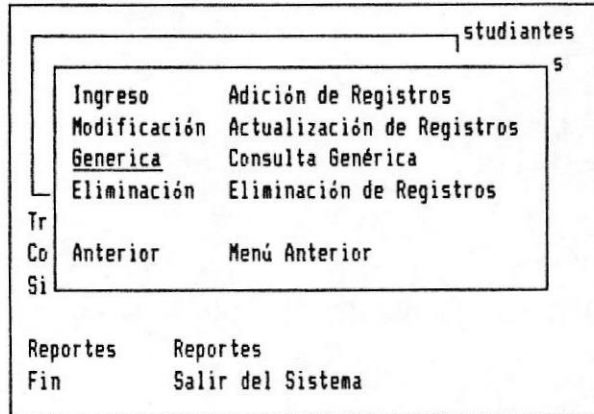 studiantes
s
Ingreso Adición de Registros
Modificación Actualización de Registros
Generica Consulta Genérica
Eliminación Eliminación de Registros
Tr
Co Anterior Menú Anterior
Si
Reportes Reportes
Fin Salir del Sistema